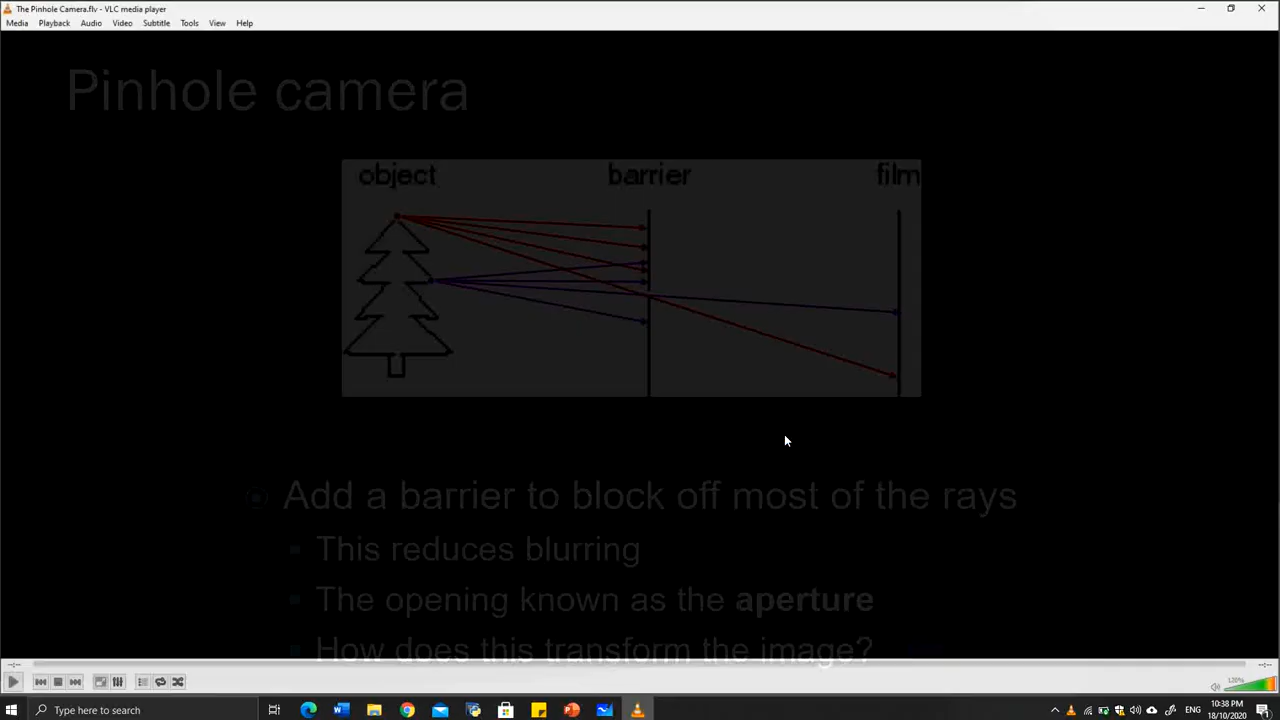 The Pinhole Camera.flv - VLC media player
Media Playback Audio Video Subtitle Tools View Help
Pinhole camera
object barrier film
Add a barrier to block off most of the rays
This reduces blurring
The opening known as the aperture
How does this transform the image?
--:-- --:--
120%
Type here to search
ENG
10:38 PM
18/10/2020